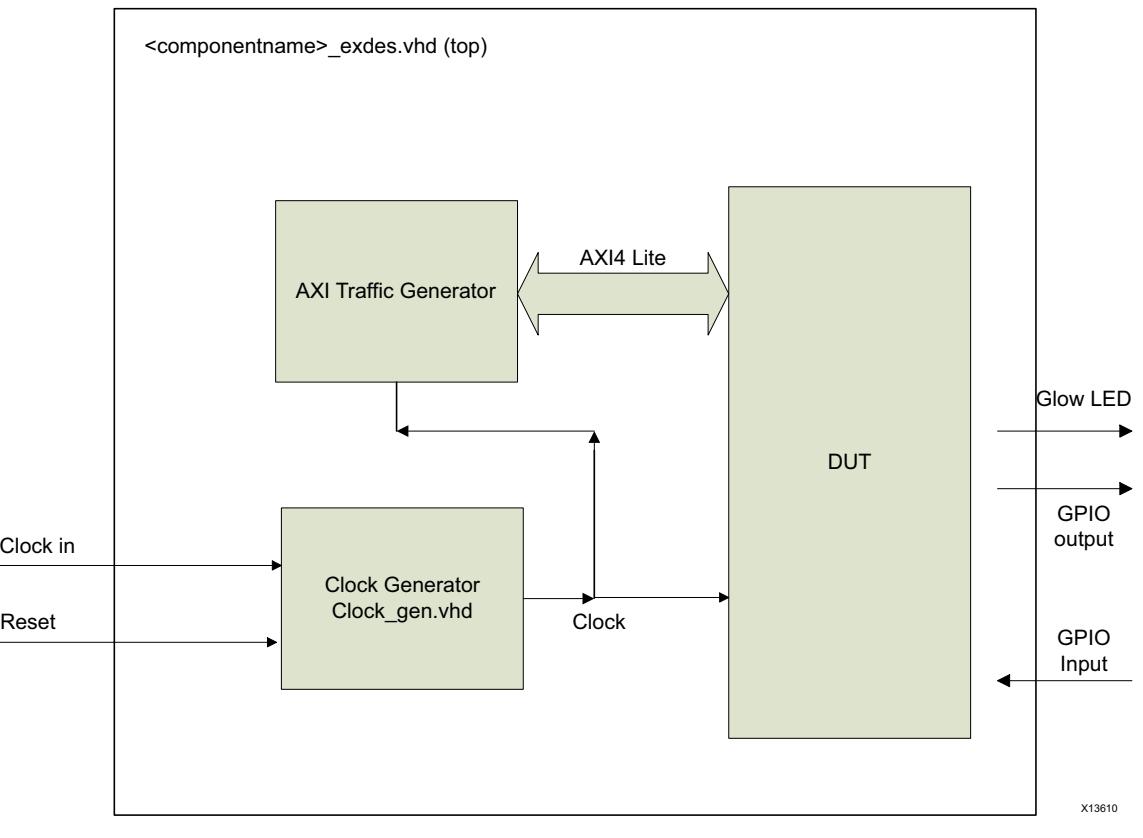 <componentname>_exdes.vhd (top)
AXI4 Lite
AXI Traffic Generator
Glow LED
DUT
GPIO
output
Clock in
Clock Generator
Clock_gen.vhd
Reset
Clock
GPIO
Input
X13610